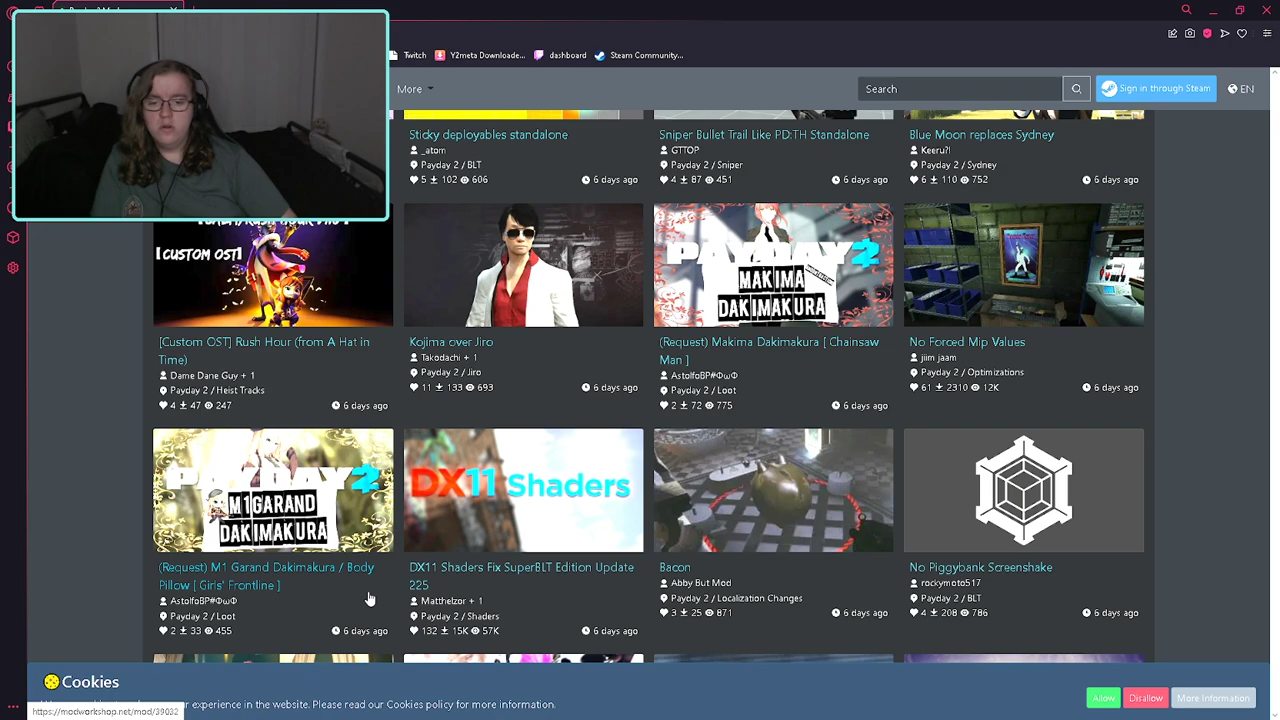 Twitch
Y2meta Downloade...
dashboard
Steam Community...
More
Search
Sign in through Steam
EN
Sticky deployables standalone
_atom
Payday 2 / BLT
5 102 606
6 days ago
Sniper Bullet Trail Like PD:TH Standalone
GTTOP
Payday 2 / Sniper
4 87 451
6 days ago
Blue Moon replaces Sydney
Keeru?!
Payday 2 / Sydney
6 110 752
6 days ago
[CUSTOM OST]
[Custom OST] Rush Hour (from A Hat in
Time)
Dame Dane Guy + 1
Payday 2 / Heist Tracks
4 47 247
6 days ago
Kojima over Jiro
Takodachi + 1
Payday 2 / Jiro
11 133 693
6 days ago
PAYDAY 2
MAKIMA
DAKIMAKURA
(Request) Makima Dakimakura [ Chainsaw
Man ]
AstolfoBP#ΦωΦ
Payday 2 / Loot
2 72 775
6 days ago
No Forced Mip Values
jiim jaam
Payday 2 / Optimizations
61 2310 12K
6 days ago
PAYDAY 2
M1GARAND
DAKIMAKURA
(Request) M1 Garand Dakimakura / Body
Pillow [ Girls' Frontline ]
AstolfoBP#ΦωΦ
Payday 2 / Loot
2 33 455
6 days ago
DX11 Shaders
DX11 Shaders Fix SuperBLT Edition Update
225
Matthelzor + 1
Payday 2 / Shaders
132 15K 57K
6 days ago
Bacon
Abby But Mod
Payday 2 / Localization Changes
3 25 871
6 days ago
No Piggybank Screenshake
rockymoto517
Payday 2 / BLT
4 208 786
6 days ago
Cookies
r experience in the website. Please read our Cookies policy for more information.
Allow
Disallow
More Information
https://modworkshop.net/mod/39032